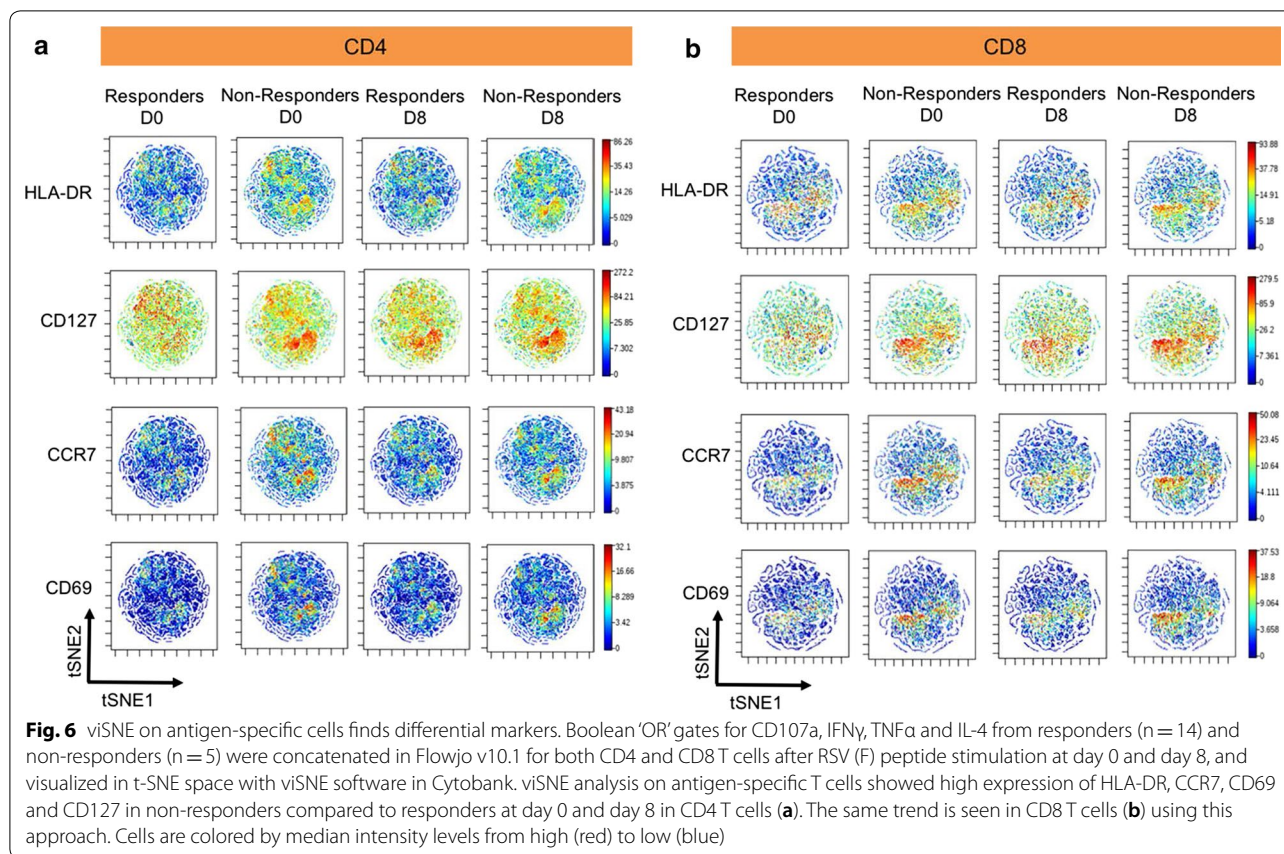 a
CD4
Responders D0
Non-Responders D0
Responders D8
Non-Responders D8
HLA-DR
86.26
35.43
14.26
5.029
0
CD127
272.2
84.21
25.85
7.302
0
CCR7
43.18
20.94
9.807
3.875
0
CD69
32.1
16.66
8.289
3.42
0
tSNE2
tSNE1
b
CD8
Responders D0
Non-Responders D0
Responders D8
Non-Responders D8
HLA-DR
93.88
37.78
14.91
5.18
0
CD127
279.5
85.9
26.2
7.361
0
CCR7
50.08
23.45
10.64
4.111
0
CD69
37.53
18.8
9.064
3.658
0
tSNE2
tSNE1
Fig. 6 viSNE on antigen-specific cells finds differential markers. Boolean ‘OR’ gates for CD107a, IFNγ, TNFα and IL-4 from responders (n = 14) and
non-responders (n = 5) were concatenated in Flowjo v10.1 for both CD4 and CD8 T cells after RSV (F) peptide stimulation at day 0 and day 8, and
visualized in t-SNE space with viSNE software in Cytobank. viSNE analysis on antigen-specific T cells showed high expression of HLA-DR, CCR7, CD69
and CD127 in non-responders compared to responders at day 0 and day 8 in CD4 T cells (a). The same trend is seen in CD8 T cells (b) using this
approach. Cells are colored by median intensity levels from high (red) to low (blue)